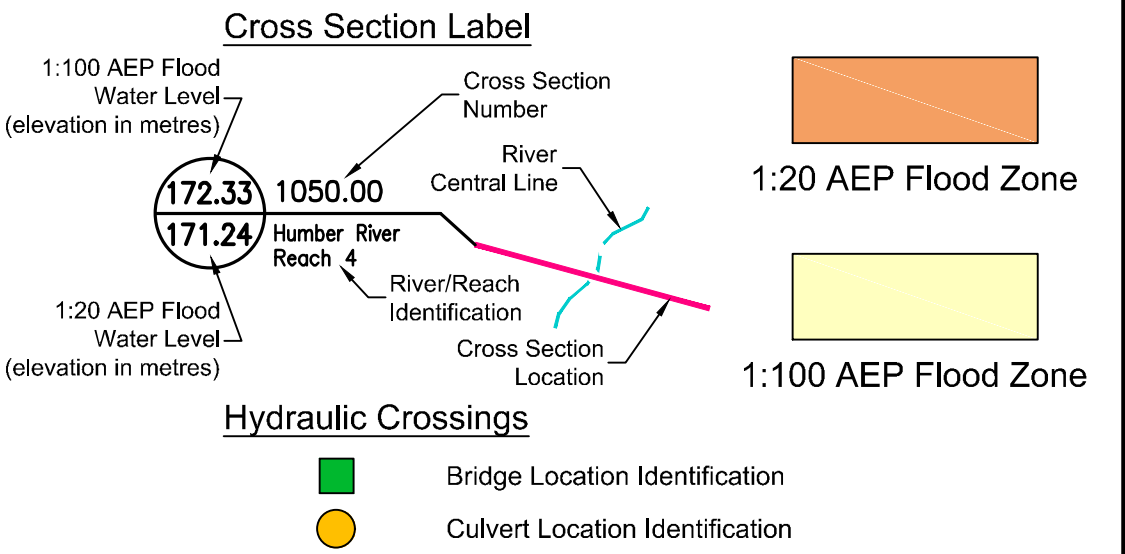 Cross Section Label
1:100 AEP Flood
Water Level
(elevation in metres)
Cross Section
Number
172.33
1050.00
171.24
Humber River
Reach 4
River
Central Line
River/Reach
Identification
1:20 AEP Flood
Water Level
(elevation in metres)
Cross Section
Location
1:20 AEP Flood Zone
1:100 AEP Flood Zone
Hydraulic Crossings
Bridge Location Identification
Culvert Location Identification